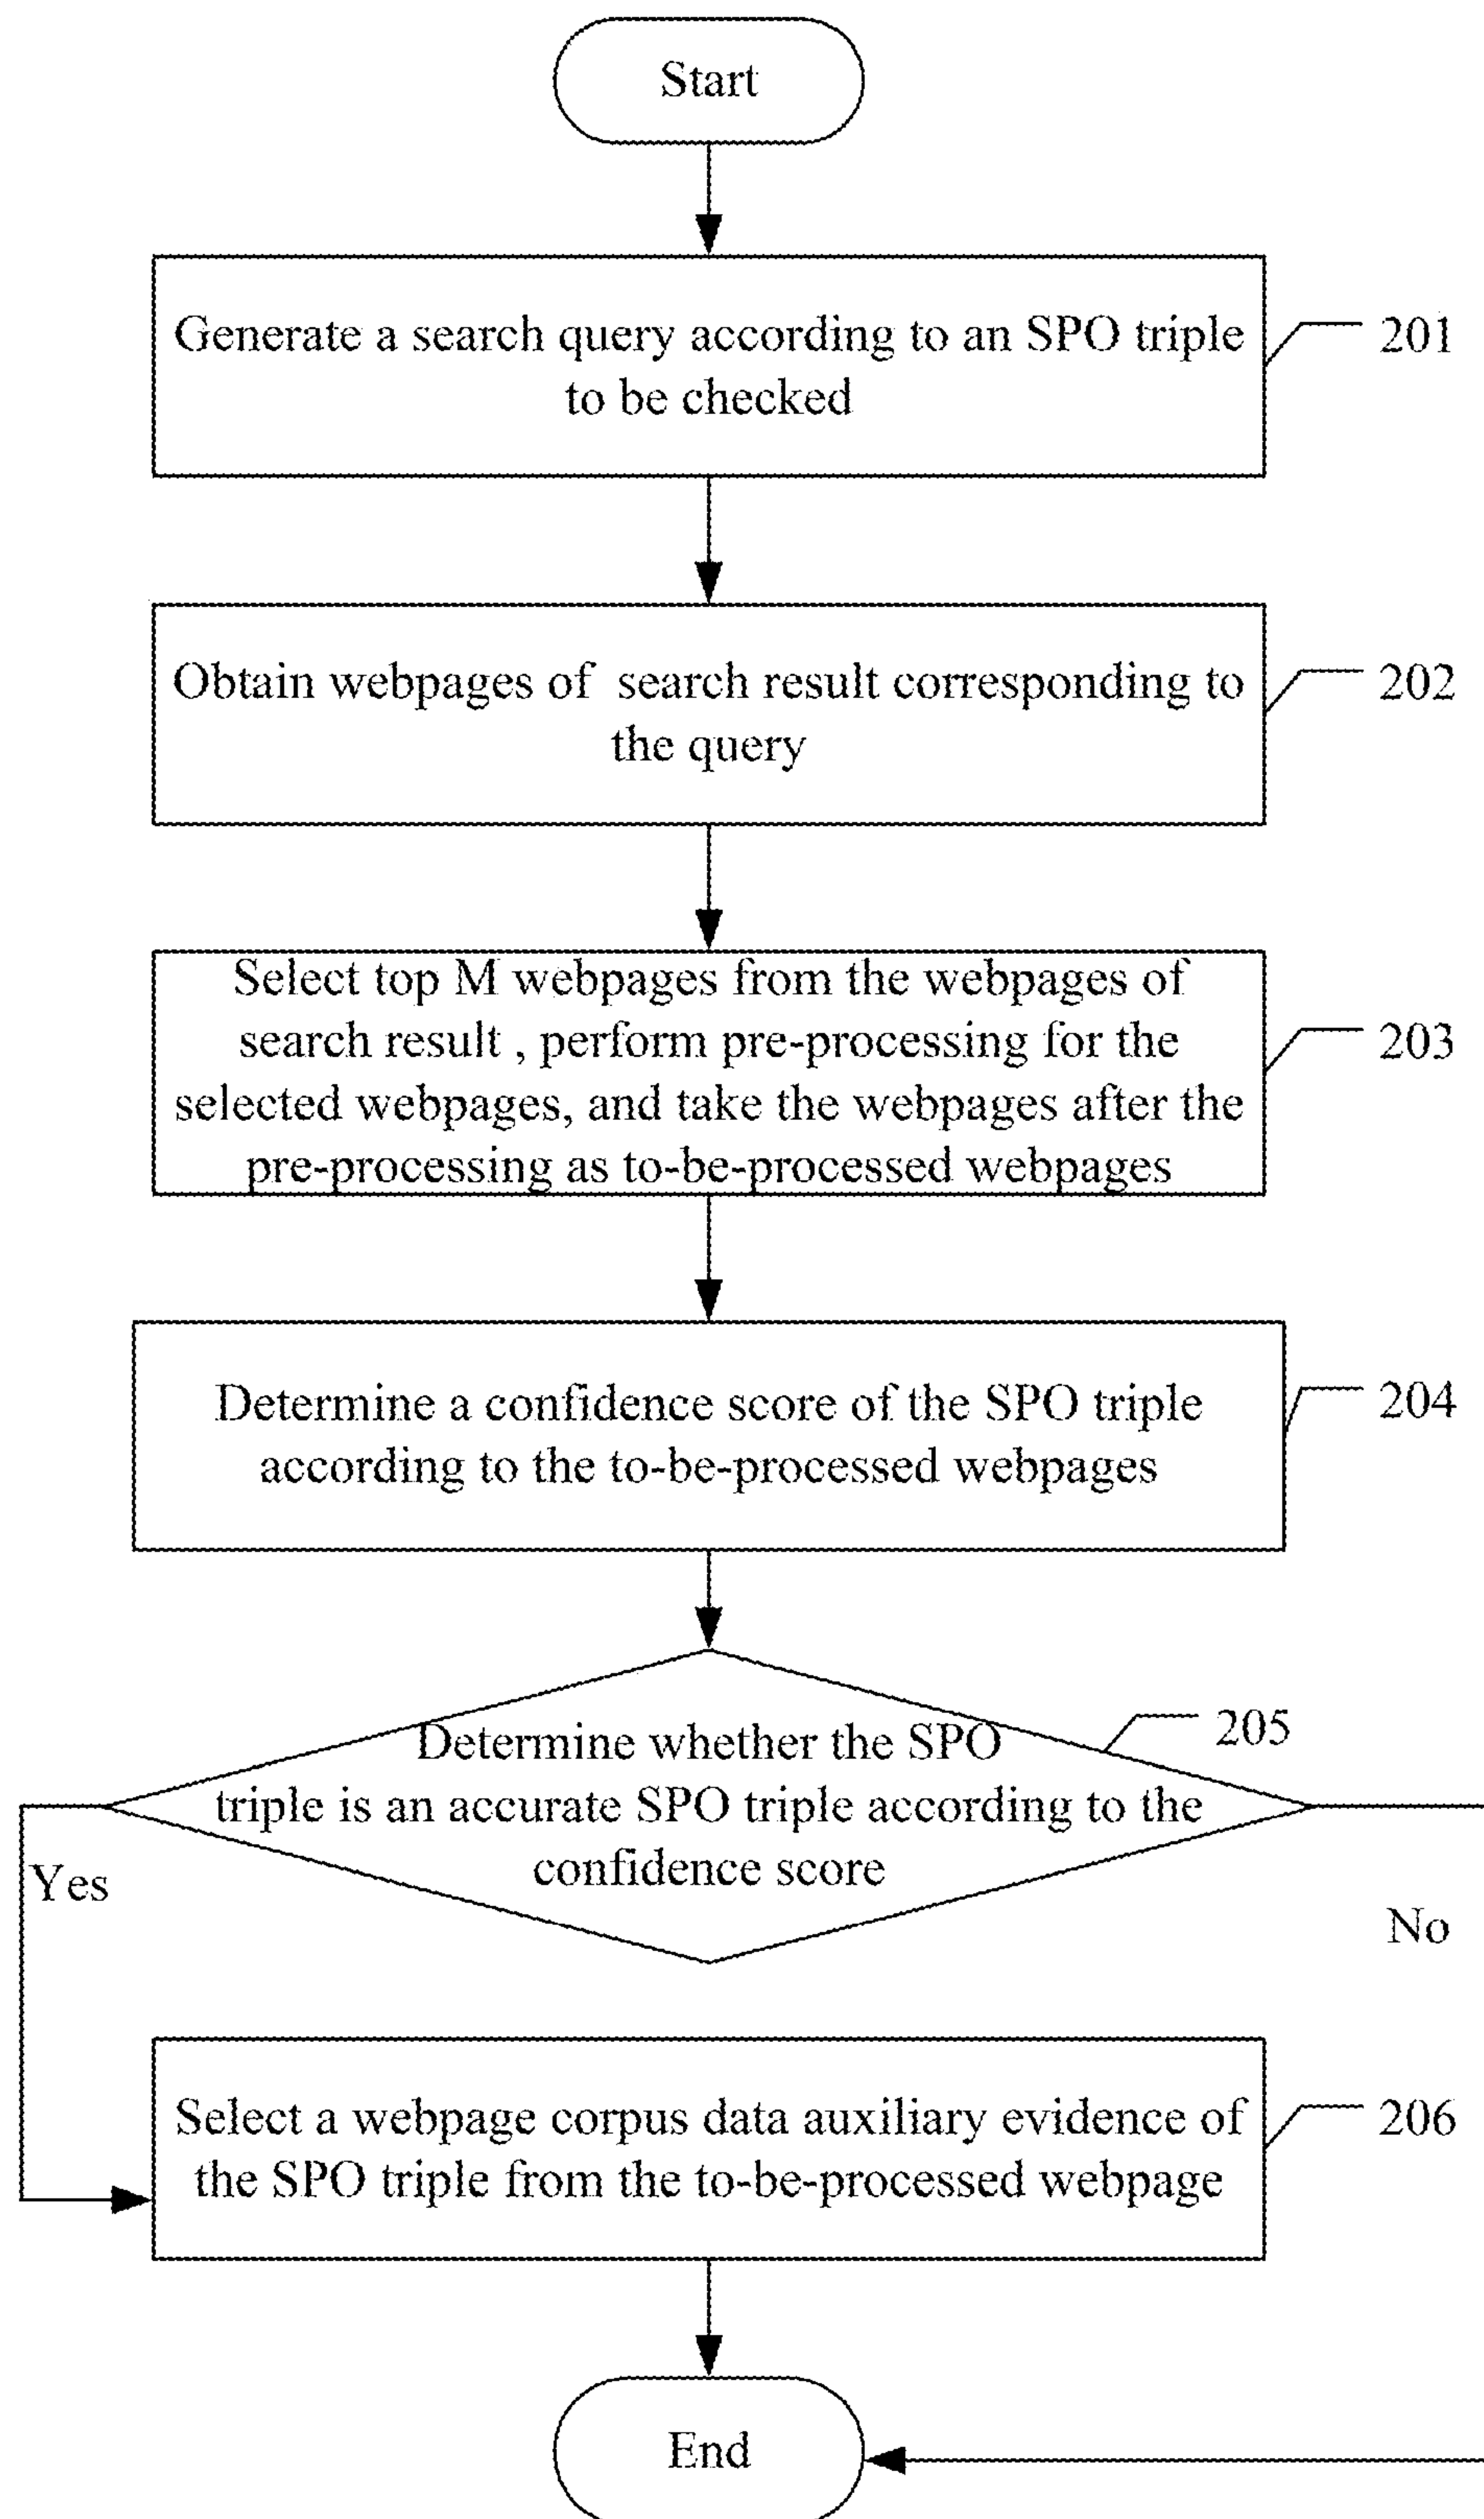 Start
Generate a search query according to an SPO triple
to be checked
201
Obtain webpages of search result corresponding to
the query
202
Select top M webpages from the webpages of
search result , perform pre-processing for the
selected webpages, and take the webpages after the
pre-processing as to-be-processed webpages
203
Determine a confidence score of the SPO triple
according to the to-be-processed webpages
204
Determine whether the SPO
triple is an accurate SPO triple according to the
confidence score
205
Yes
No
Select a webpage corpus data auxiliary evidence of
the SPO triple from the to-be-processed webpage
206
End